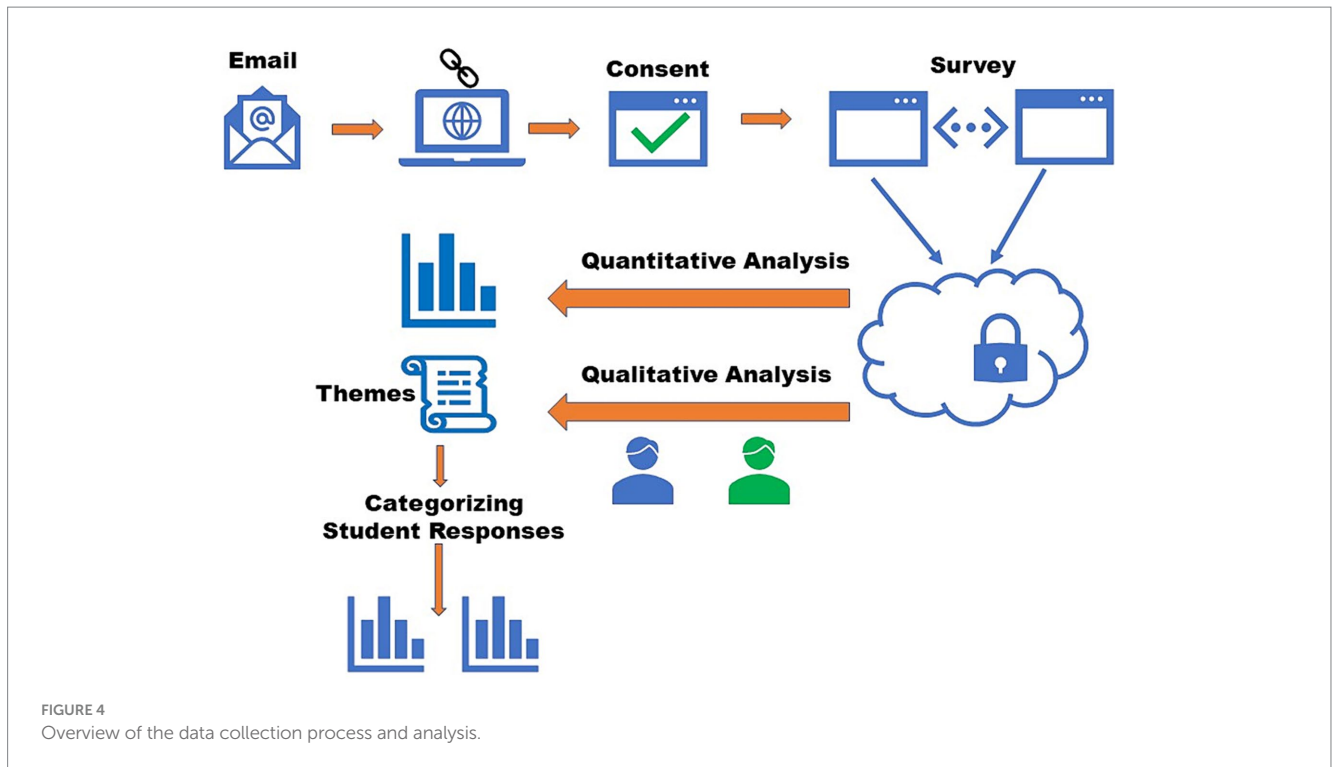 Email
Consent
Survey
@
Quantitative Analysis
Qualitative Analysis
Themes
Categorizing
Student Responses
FIGURE 4
Overview of the data collection process and analysis.